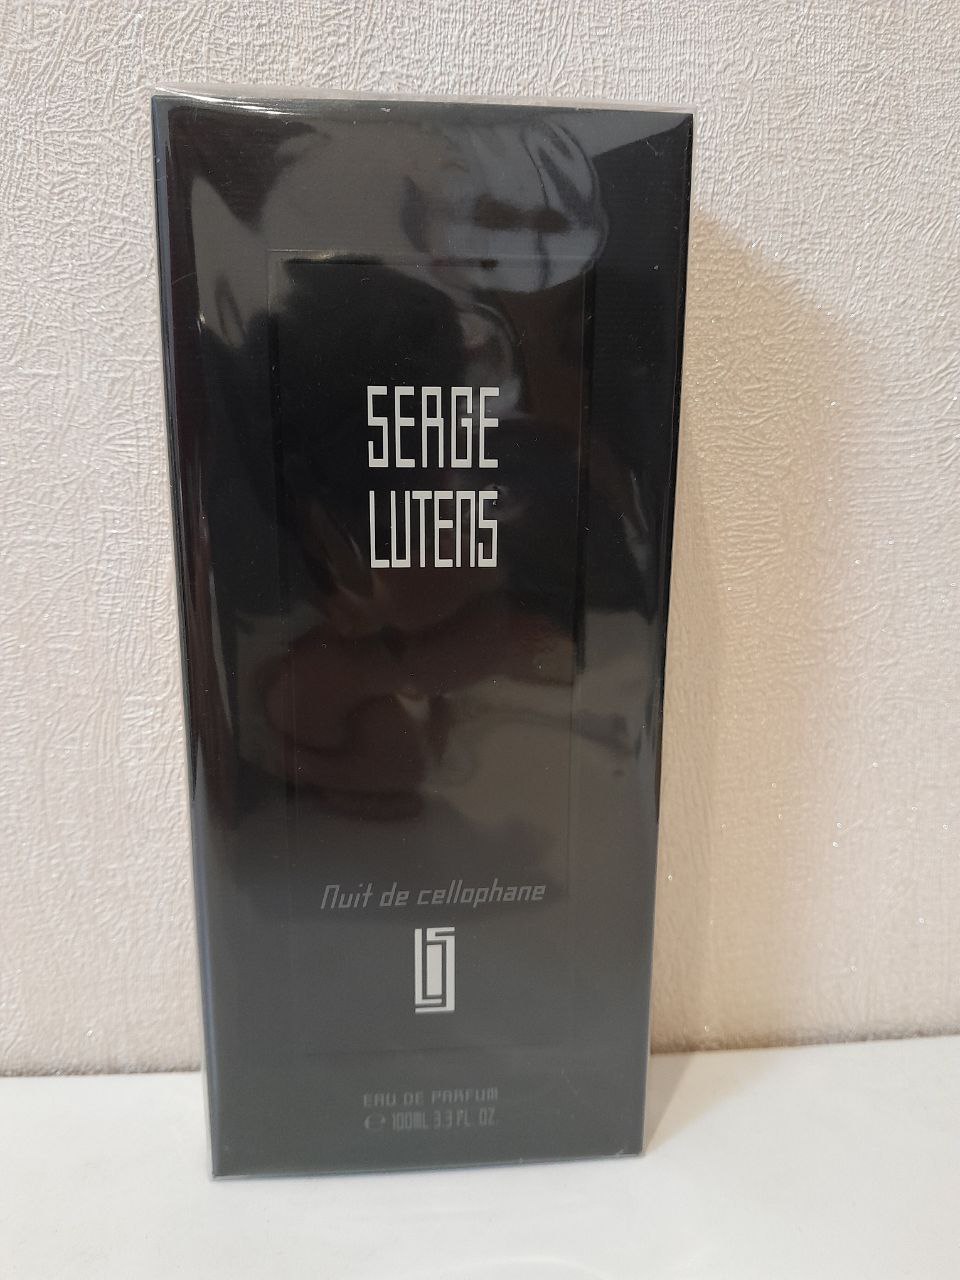 SERGE
LUTENS
Nuit de cellophane
EAU DE PARFUM
℮ 100ML 3.3 FL. OZ.